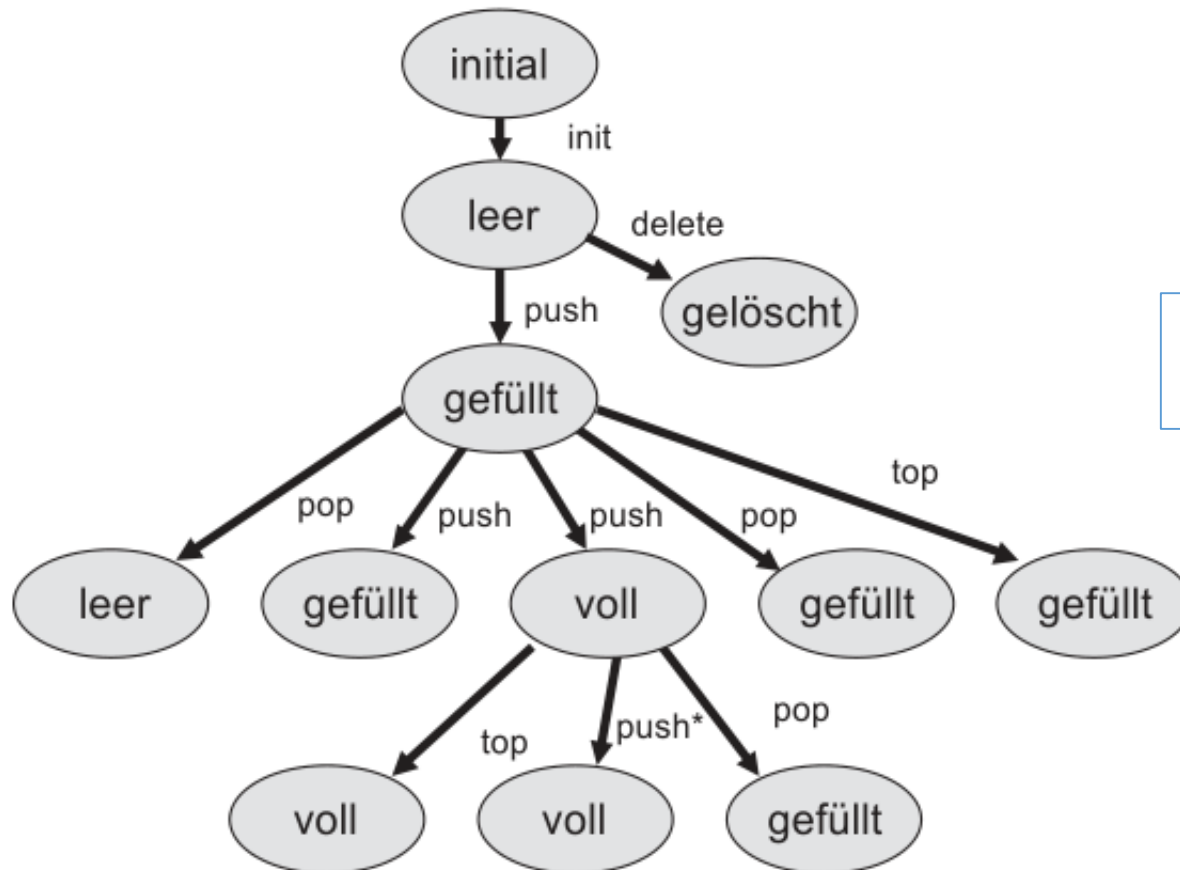 initial
init
leer
delete
gelöscht
push
gefüllt
pop
push
push
pop
top
leer
gefüllt
voll
gefüllt
gefüllt
top
push*
pop
voll
voll
gefüllt